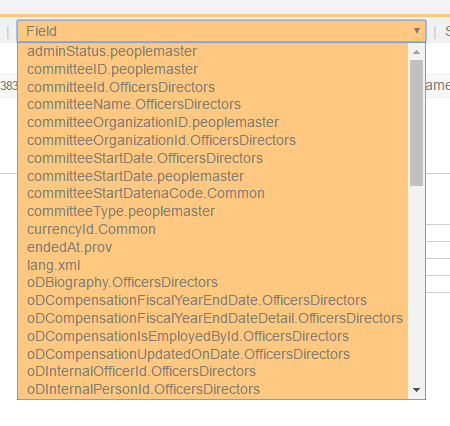 Field
adminStatus.peoplemaster
committeeID.peoplemaster
committeeId.OfficersDirectors
committeeName.OfficersDirectors
committeeOrganizationID.peoplemaster
committeeOrganizationId.OfficersDirectors
committeeStartDate.OfficersDirectors
committeeStartDate.peoplemaster
committeeStartDatenaCode.Common
committeeType.peoplemaster
currencyId.Common
endedAt.prov
lang.xml
oDBiography.OfficersDirectors
oDCompensationFiscalYearEndDate.OfficersDirectors
oDCompensationFiscalYearEndDateDetail.OfficersDirectors
oDCompensationIsEmployedById.OfficersDirectors
oDCompensationUpdatedOnDate.OfficersDirectors
oDInternalOfficerId.OfficersDirectors
oDInternalPersonId.OfficersDirectors